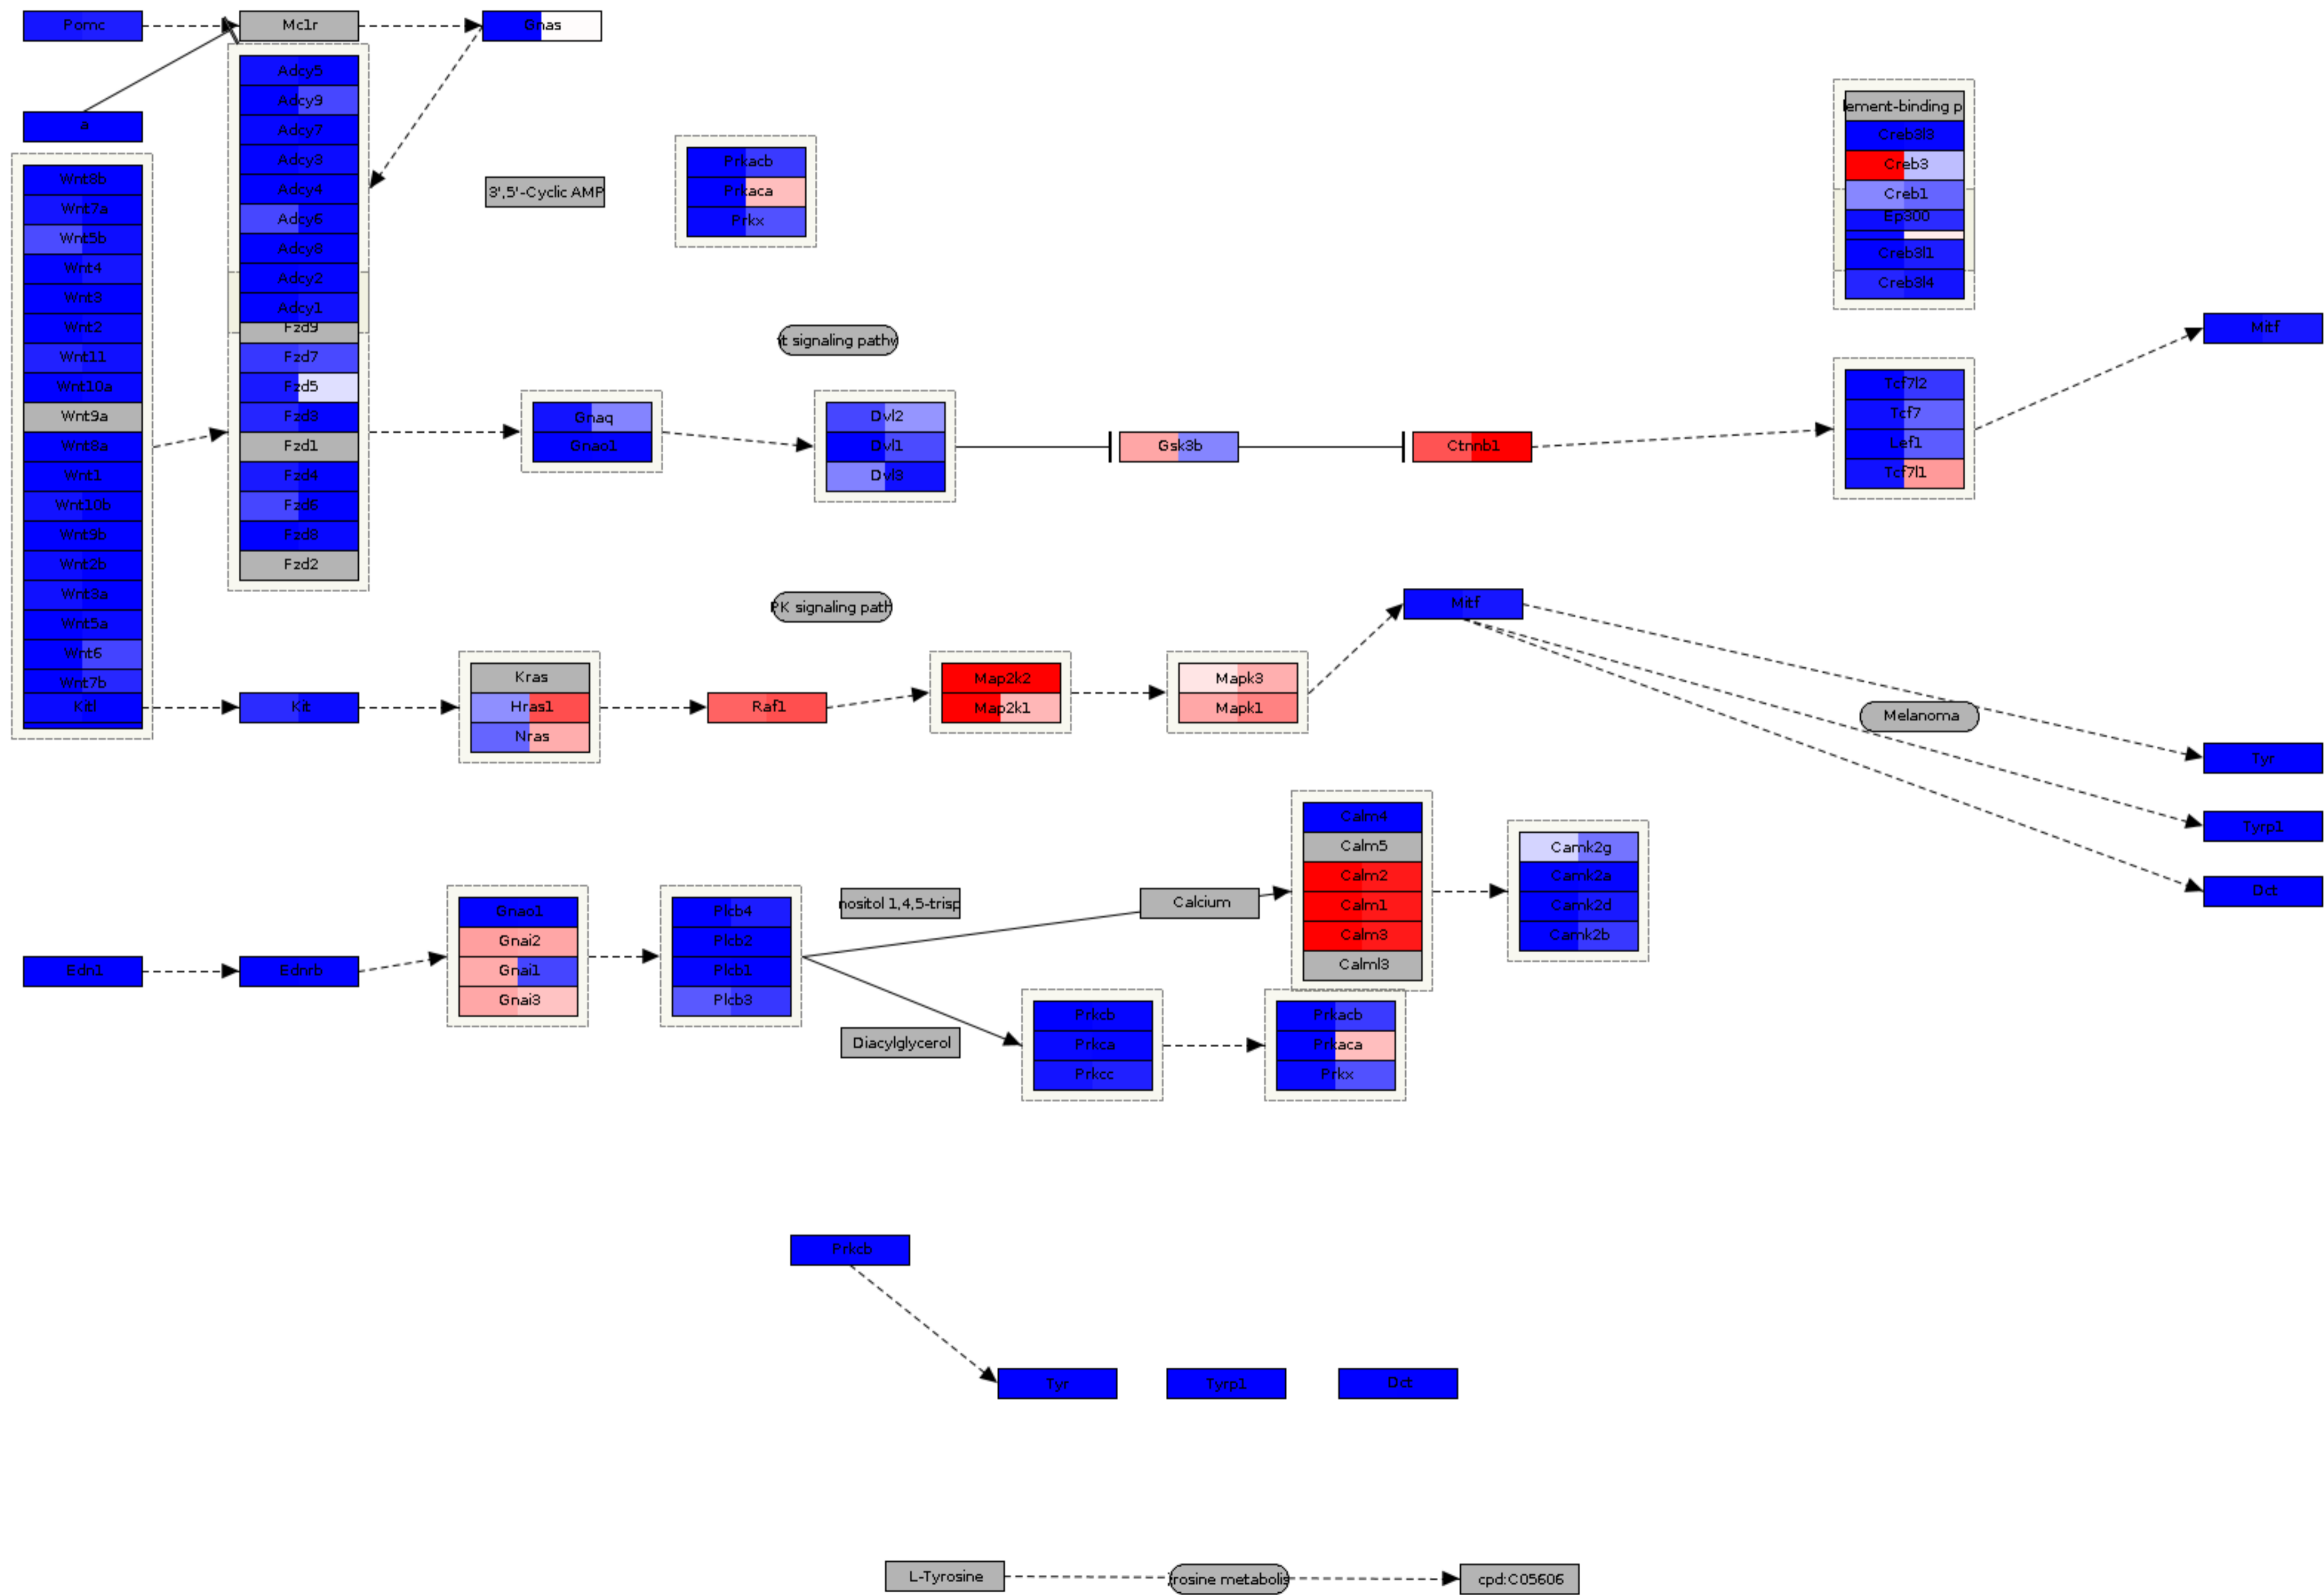 Pomc
Mc1r
Gnas
a
Adcy5
Adcy9
Adcy7
Adcy3
Adcy4
Adcy6
Adcy8
Adcy2
Adcy1
Fzd9
Fzd7
Fzd5
Fzd3
Fzd1
Fzd4
Fzd6
Fzd8
Fzd2
Wnt8b
Wnt7a
Wnt5b
Wnt4
Wnt3
Wnt2
Wnt11
Wnt10a
Wnt9a
Wnt8a
Wnt1
Wnt10b
Wnt9b
Wnt2b
Wnt3a
Wnt5a
Wnt6
Wnt7b
Kitl
3',5'-Cyclic AMP
Prkacb
Prkaca
Prkx
lement-binding p
Creb3l3
Creb3
Creb1
Ep300
Creb3l1
Creb3l4
Mitf
t signaling pathw
Gnaq
Gnao1
Dvl2
Dvl1
Dvl3
Gsk3b
Ctnnb1
Tcf7l2
Tcf7
Lef1
Tcf7l1
PK signaling path
Mitf
Kit
Kras
Hras1
Nras
Raf1
Map2k2
Map2k1
Mapk3
Mapk1
Melanoma
Tyr
Tyrp1
Dct
Edn1
Ednrb
Gnao1
Gnai2
Gnai1
Gnai3
Plcb4
Plcb2
Plcb1
Plcb3
nositol 1,4,5-trisp
Diacylglycerol
Calcium
Calm4
Calm5
Calm2
Calm1
Calm3
Calml3
Camk2g
Camk2a
Camk2d
Camk2b
Prkcb
Prkca
Prkcc
Prkacb
Prkaca
Prkx
Prkcb
Tyr
Tyrp1
Dct
L-Tyrosine
rosine metabolis
cpd:C05606